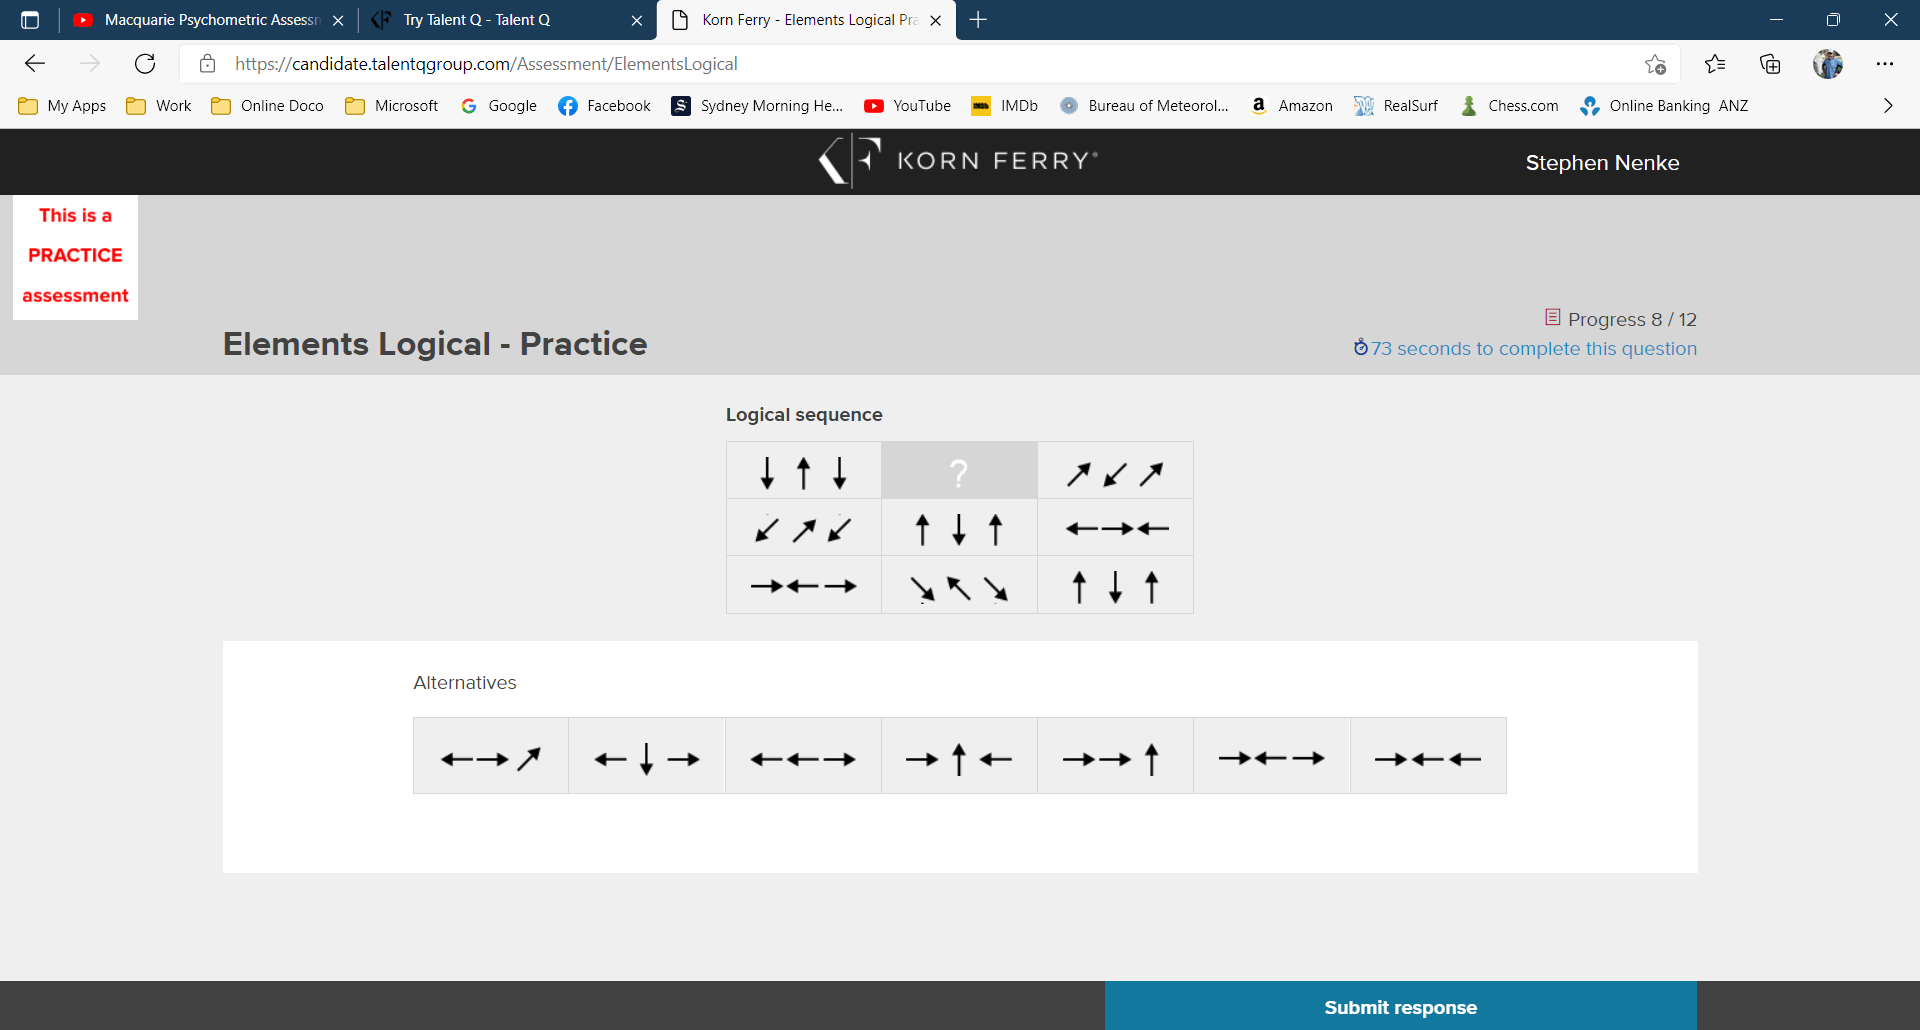 Macquarie Psychometric Assessn
Try Talent Q - Talent Q
Korn Ferry - Elements Logical Pra
https://candidate.talentqgroup.com/Assessment/ElementsLogical
My Apps
Work
Online Doco
Microsoft
Google
Facebook
Sydney Morning He...
YouTube
IMDb
Bureau of Meteorol...
Amazon
RealSurf
Chess.com
Online Banking ANZ
KORN FERRY
Stephen Nenke
This is a
PRACTICE
assessment
Elements Logical - Practice
Progress 8 / 12
73 seconds to complete this question
Logical sequence
?
Alternatives
Submit response